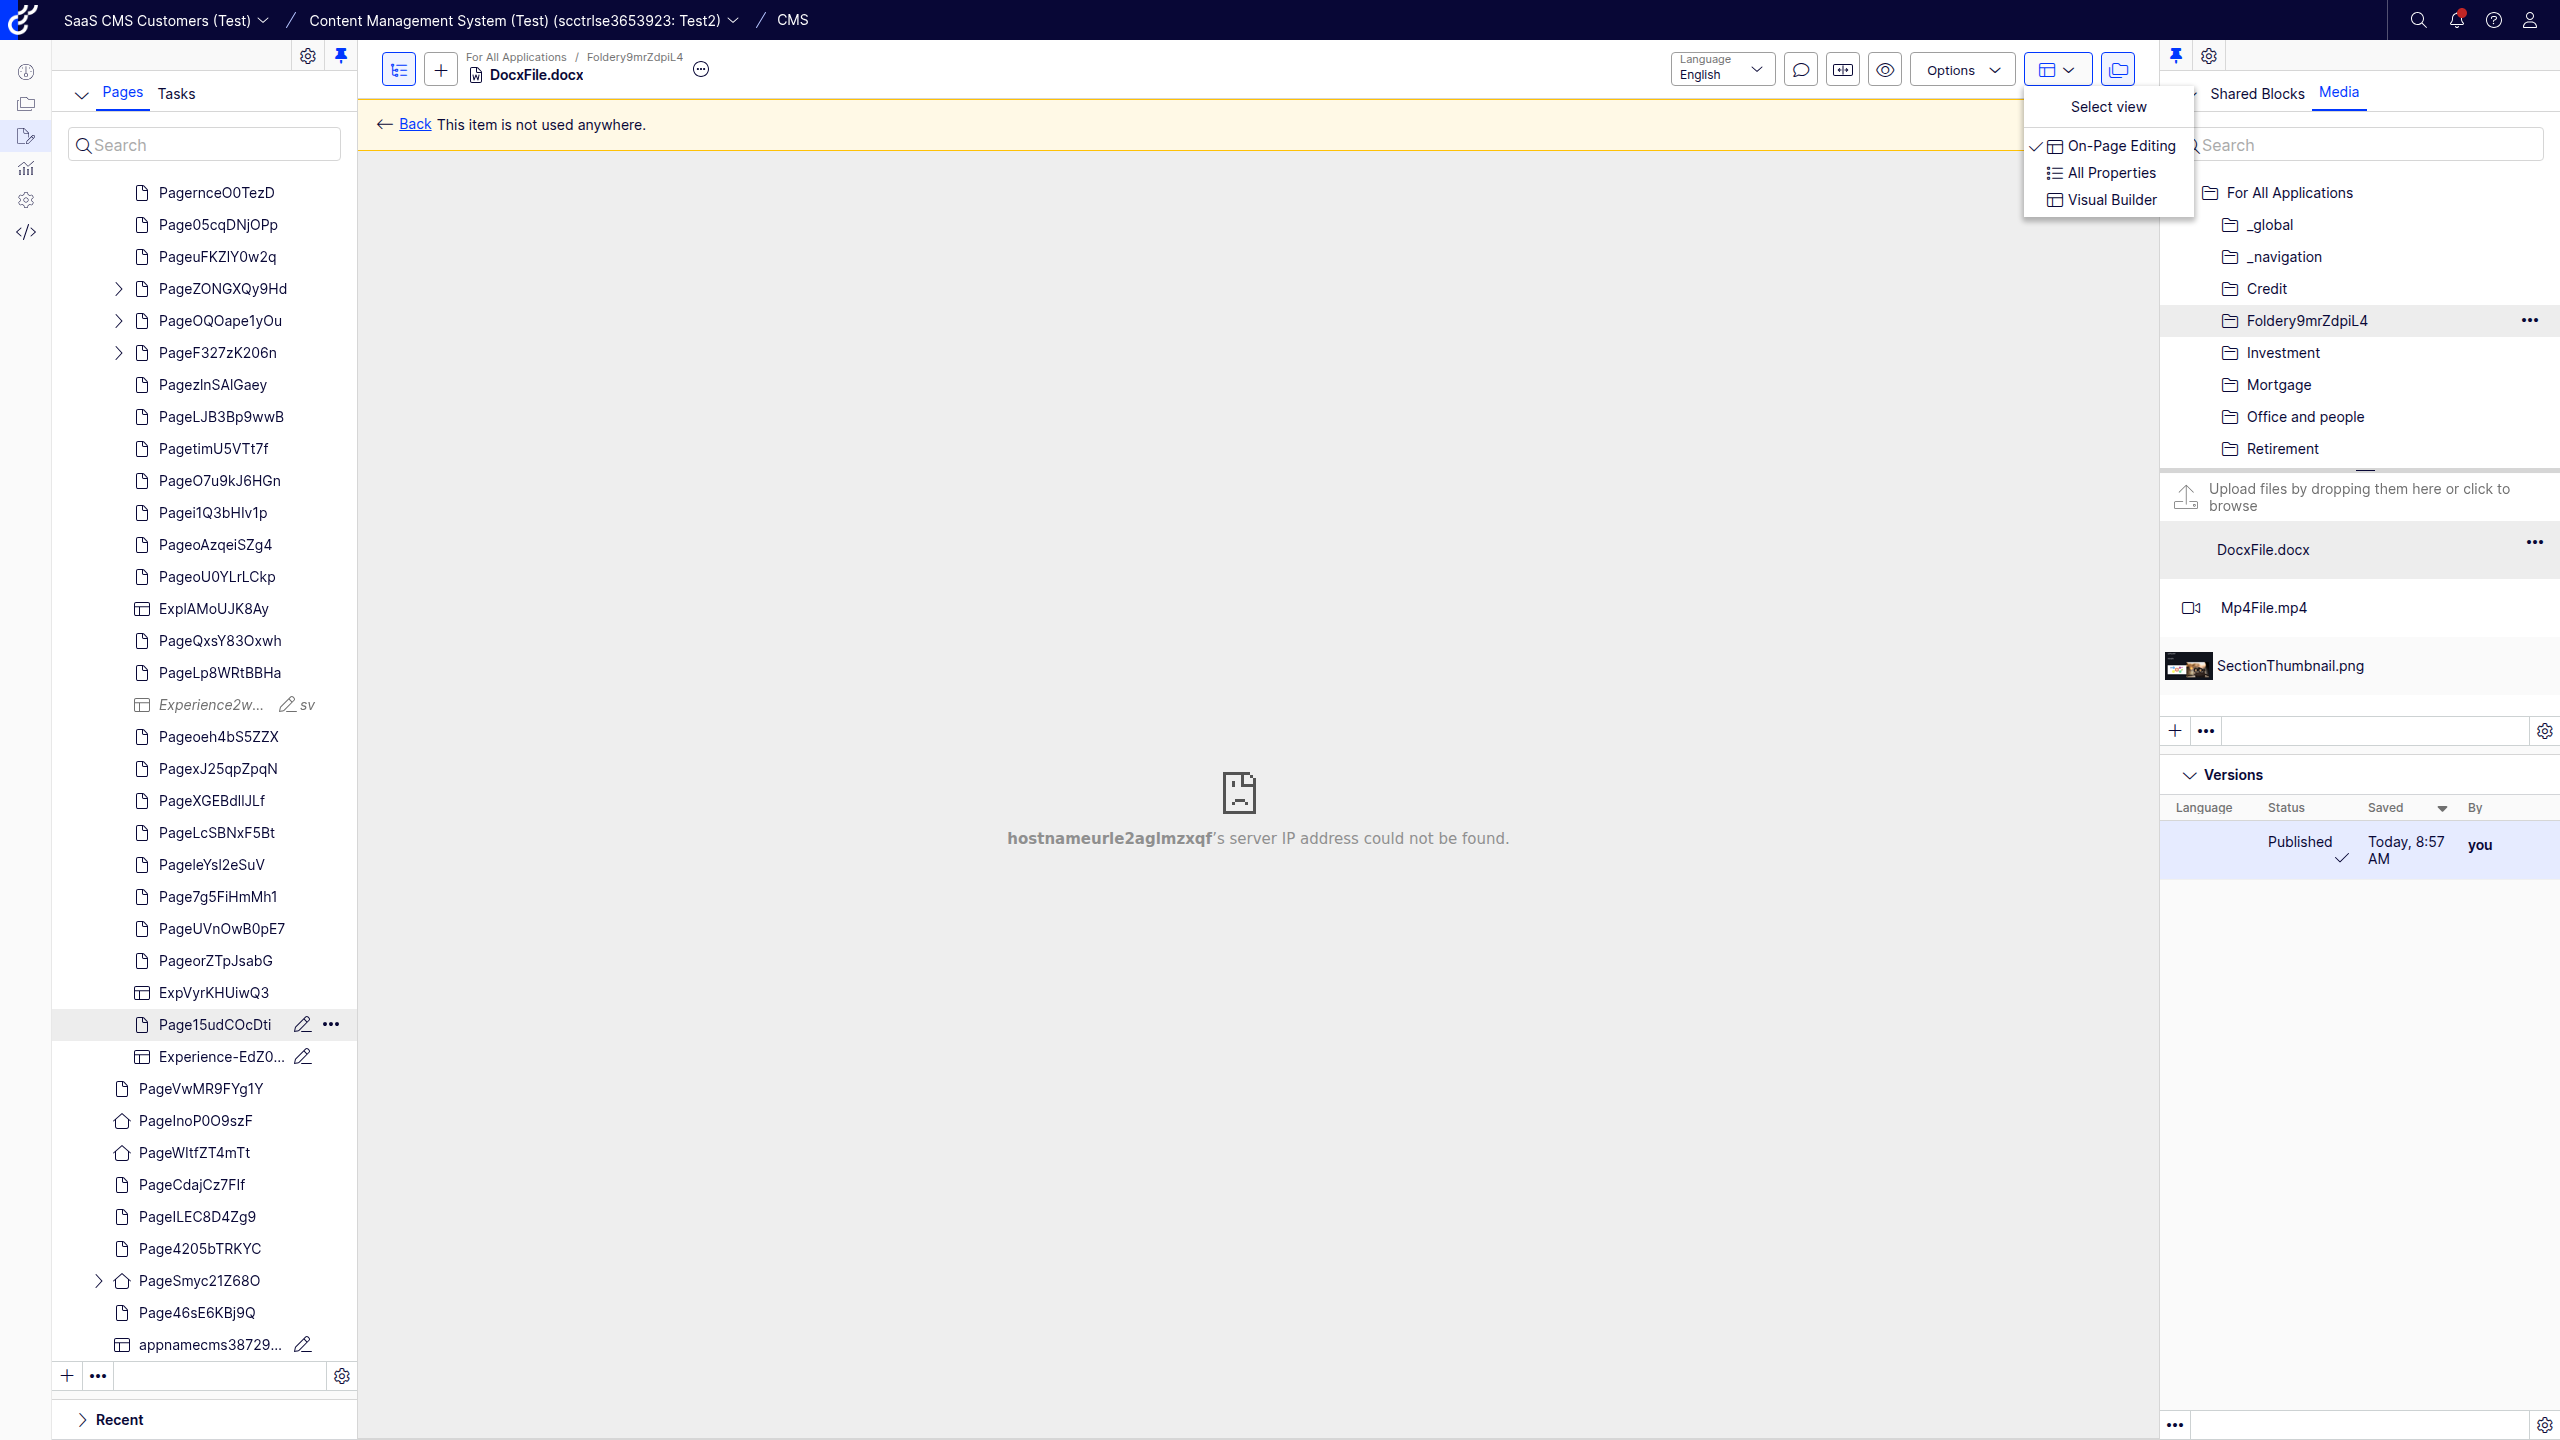 SaaS CMS Customers (Test) / Content Management System (Test) (scctrlse3653923: Test2) / CMS
Pages Tasks
Search
PagernceO0TezD
Page05cqDNjOPp
PageuFKZlY0w2q
PageZONGXQy9Hd
PageOQOape1yOu
PageF327zK206n
PagezlnSAlGaey
PageLJB3Bp9wwB
PagetimU5VTt7f
PageO7u9kJ6HGn
Pagei1Q3bHlv1p
PageoAzqeiSZg4
PageoU0YLrLCkp
ExplAMoUJK8Ay
PageQxsY83Oxwh
PageLp8WRtBBHa
Experience2w... sv
Pageoeh4bS5ZZX
PagexJ25qpZpqN
PageXGEBdlIJLf
PageLcSBNxF5Bt
PageleYsl2eSuV
Page7g5FiHmMh1
PageUVnOwB0pE7
PageorZTpJsabG
ExpVyrKHUiwQ3
Page15udCOcDti
Experience-EdZ0...
PageVwMR9FYg1Y
PageInoP0O9szF
PageWItfZT4mTt
PageCdajCz7FIf
PageILEC8D4Zg9
Page4205bTRKYC
PageSmyc21Z68O
Page46sE6KBj9Q
appnamecms38729...
Recent
For All Applications / Foldery9mrZdpiL4
DocxFile.docx
Language
English
Options
Back This item is not used anywhere.
Select view
On-Page Editing
All Properties
Visual Builder
hostnameurle2aglmzxqf's server IP address could not be found.
Shared Blocks Media
Search
For All Applications
_global
_navigation
Credit
Foldery9mrZdpiL4
Investment
Mortgage
Office and people
Retirement
Upload files by dropping them here or click to
browse
DocxFile.docx
Mp4File.mp4
SectionThumbnail.png
Versions
Language Status Saved By
Published Today, 8:57 you
AM